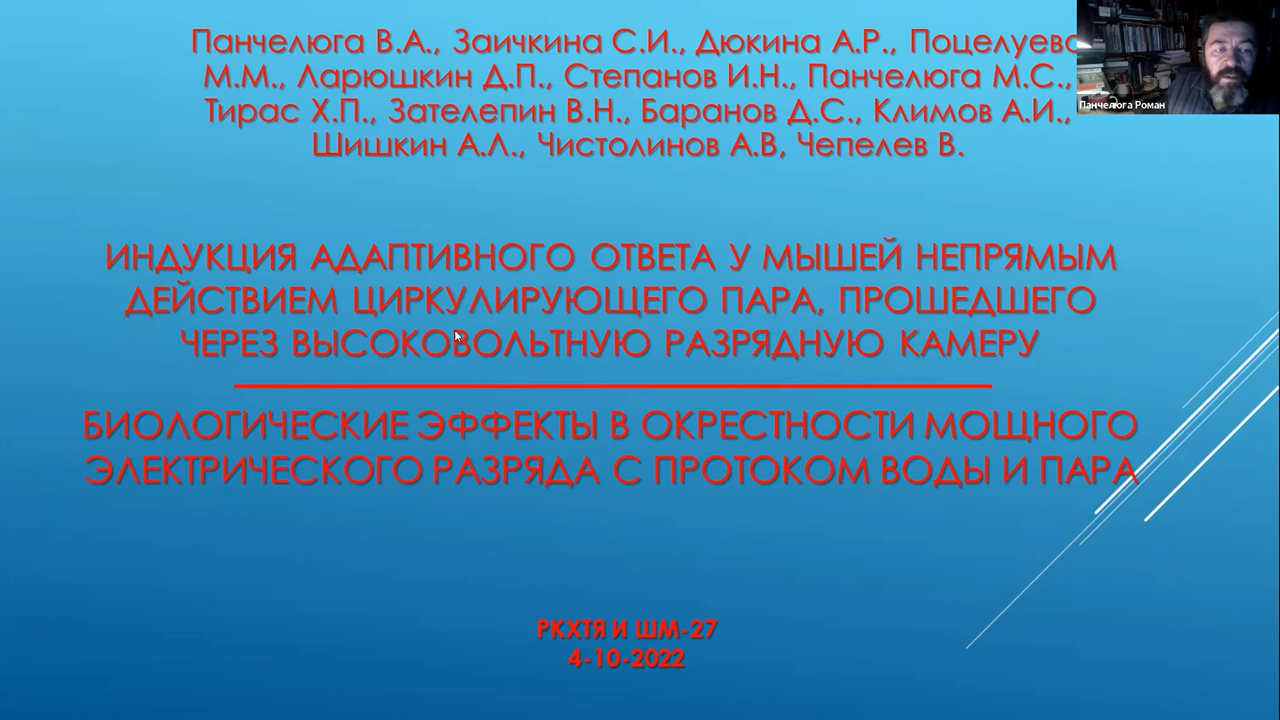 Панчелюга В.А., Заичкина С.И., Дюкина А.Р., Поцелуева
М.М., Ларюшкин Д.П., Степанов И.Н., Панчелюга М.С.,
Тирас Х.П., Зателепин В.Н., Баранов Д.С., Климов А.И.,
Шишкин А.Л., Чистолинов А.В, Чепелев В.
Панчелюга Роман
ИНДУКЦИЯ АДАПТИВНОГО ОТВЕТА У МЫШЕЙ НЕПРЯМЫМ
ДЕЙСТВИЕМ ЦИРКУЛИРУЮЩЕГО ПАРА, ПРОШЕДШЕГО
ЧЕРЕЗ ВЫСОКОВОЛЬТНУЮ РАЗРЯДНУЮ КАМЕРУ
БИОЛОГИЧЕСКИЕ ЭФФЕКТЫ В ОКРЕСТНОСТИ МОЩНОГО
ЭЛЕКТРИЧЕСКОГО РАЗРЯДА С ПРОТОКОМ ВОДЫ И ПАРА
РКХТЯ И ШМ-27
4-10-2022